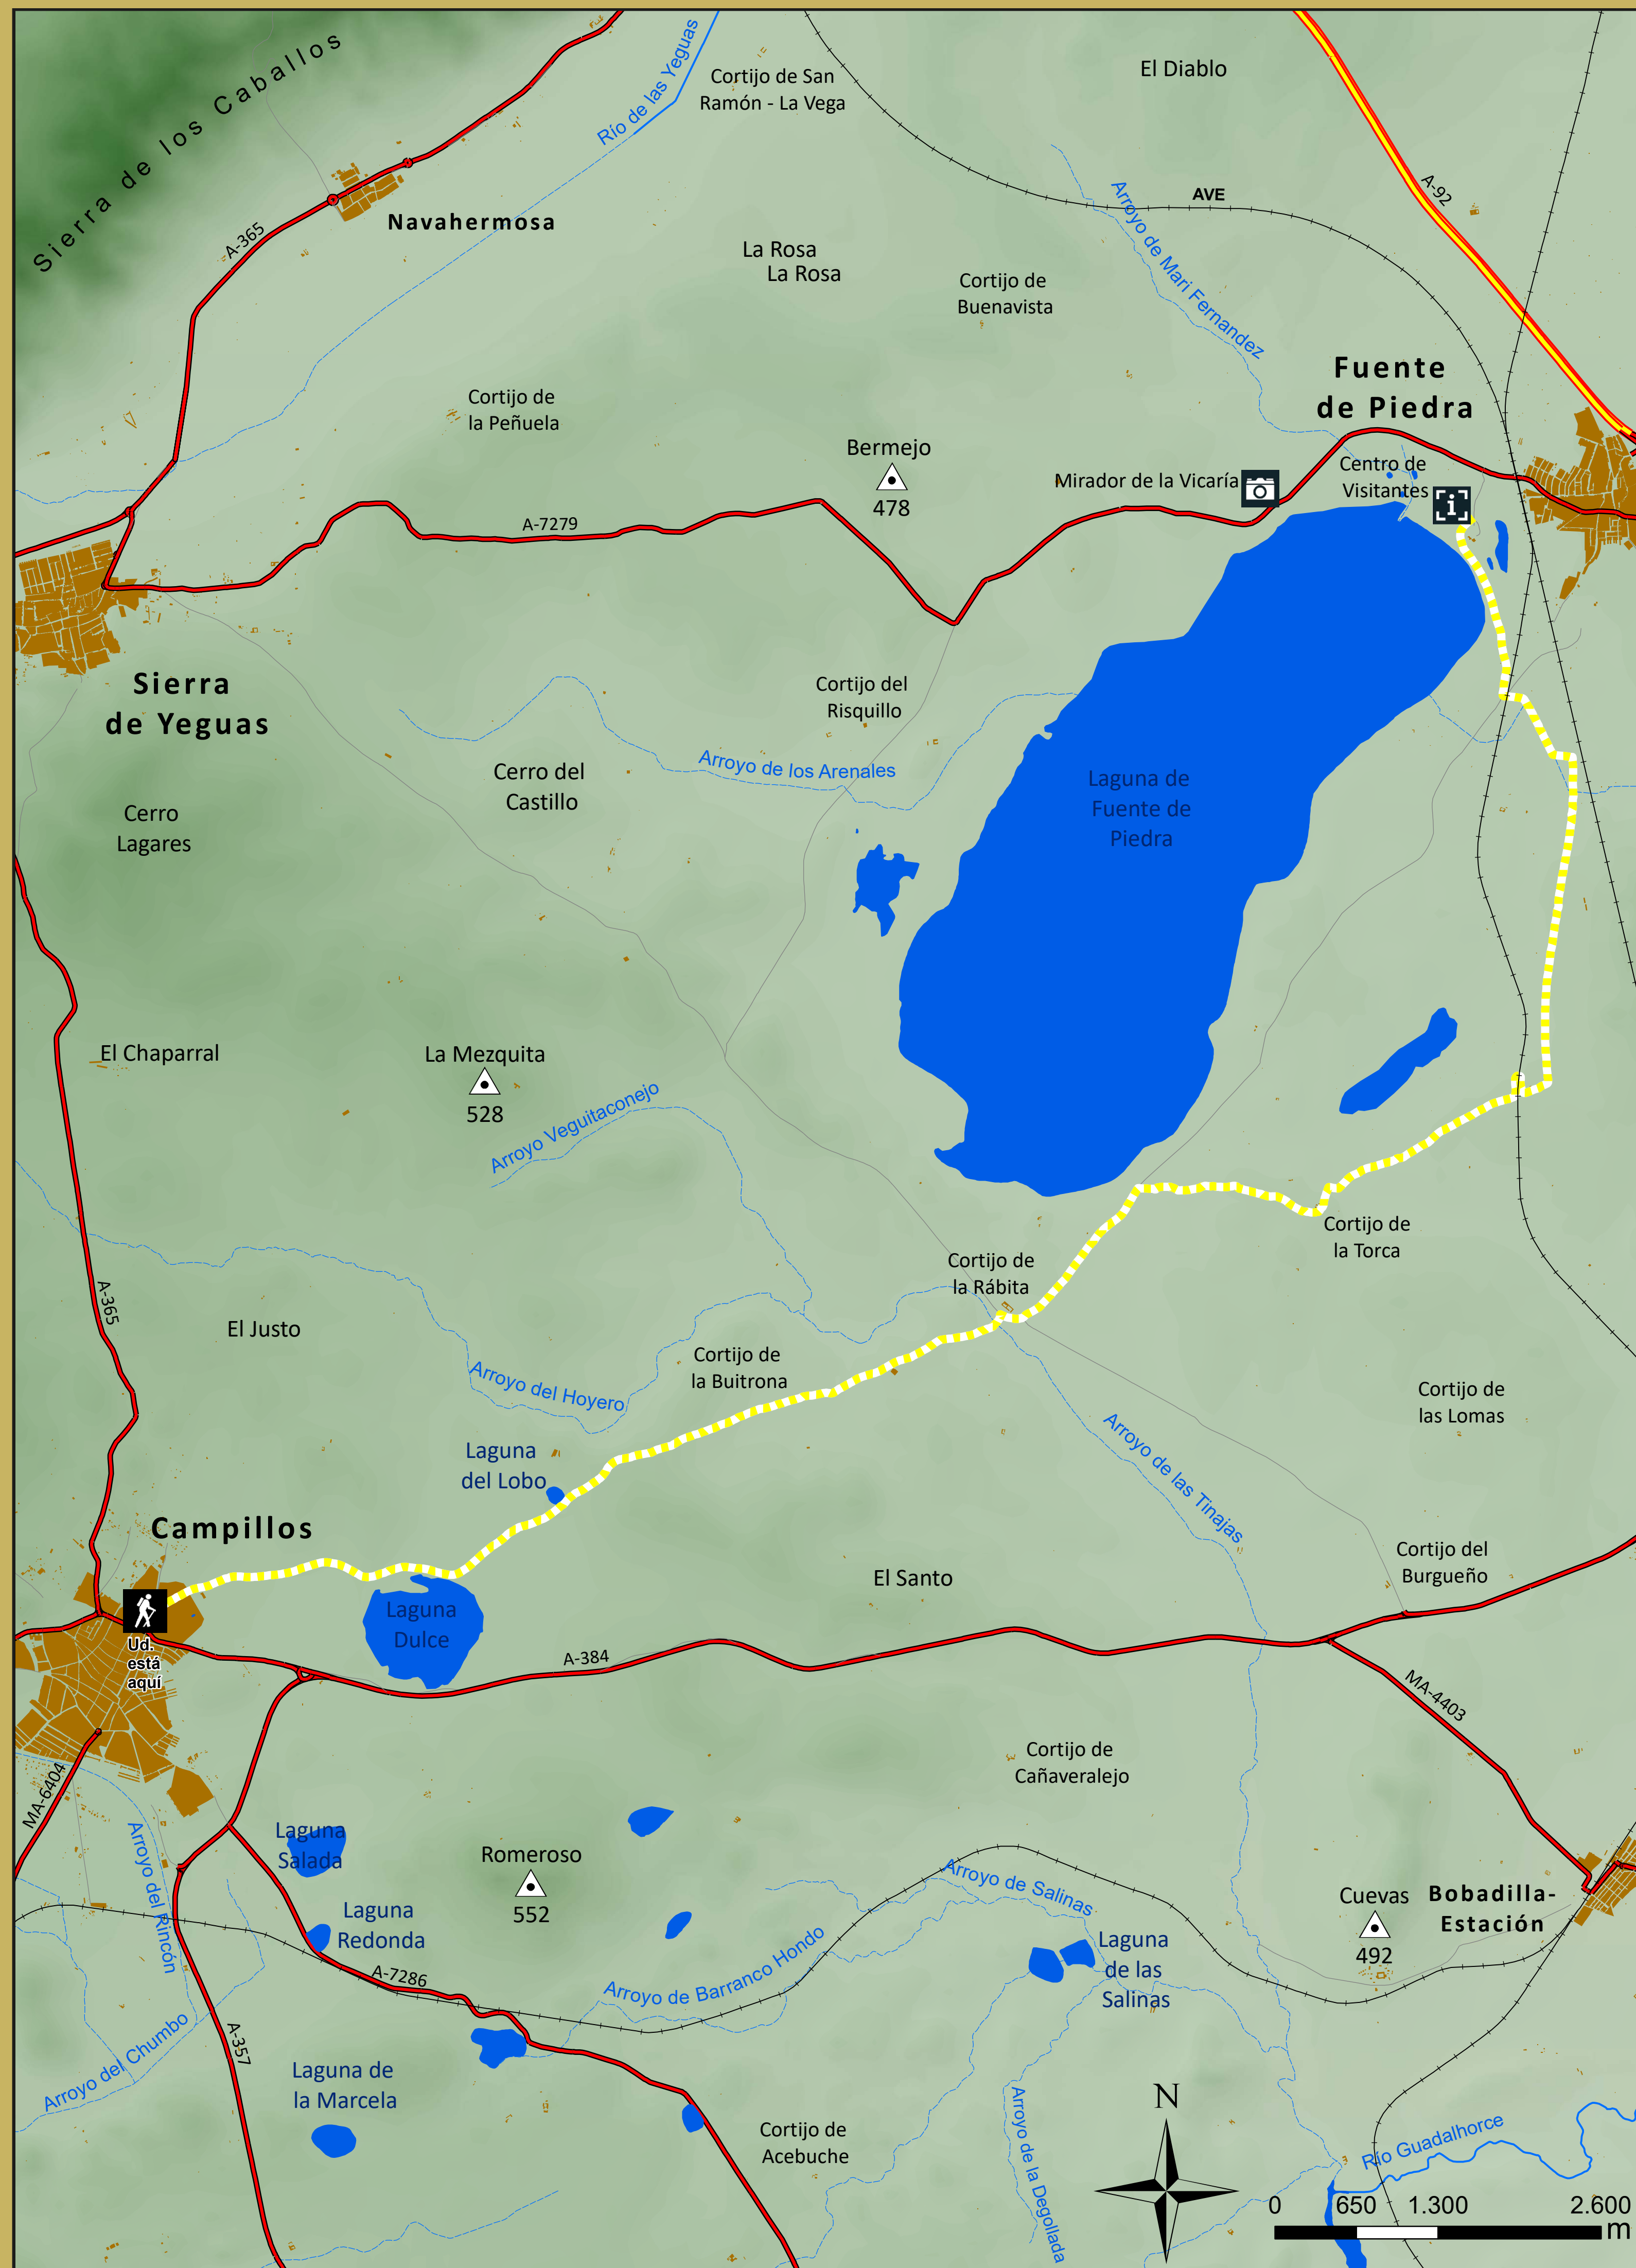 Sierra de los Caballos
Río de las Yeguas
Cortijo de San
Ramón - La Vega
El Diablo
A-92
AVE
Arroyo de Mari Fernandez
Navahermosa
A-365
La Rosa
La Rosa
Cortijo de
Buenavista
Fuente
de Piedra
Cortijo de
la Peñuela
Bermejo
478
Mirador de la Vicaría
Centro de
Visitantes
i
A-7279
Sierra
de Yeguas
Cortijo del
Risquillo
Arroyo de los Arenales
Cerro del
Castillo
Laguna de
Fuente de
Piedra
Cerro
Lagares
El Chaparral
La Mezquita
528
Arroyo Veguitaconejo
Cortijo de
la Torca
Cortijo de
la Rábita
A-365
El Justo
Cortijo de
la Buitrona
Arroyo del Hoyero
Cortijo de
las Lomas
Laguna
del Lobo
Arroyo de las Tinajas
Campillos
Cortijo del
Burgueño
El Santo
Laguna
Dulce
Ud.
está
aquí
A-384
MA-4403
Cortijo de
Cañaveralejo
MA-6404
Arroyo del Rincón
Laguna
Salada
Romeroso
552
Arroyo de Salinas
Cuevas
492
Bobadilla-
Estación
Laguna
Redonda
Laguna
de las
Salinas
A-7286
Arroyo de Barranco Hondo
Arroyo del Chumbo
A-357
Laguna de
la Marcela
Cortijo de
Acebuche
Arroyo de la Degollada
N
Río Guadalhorce
0 650 1.300 2.600
m